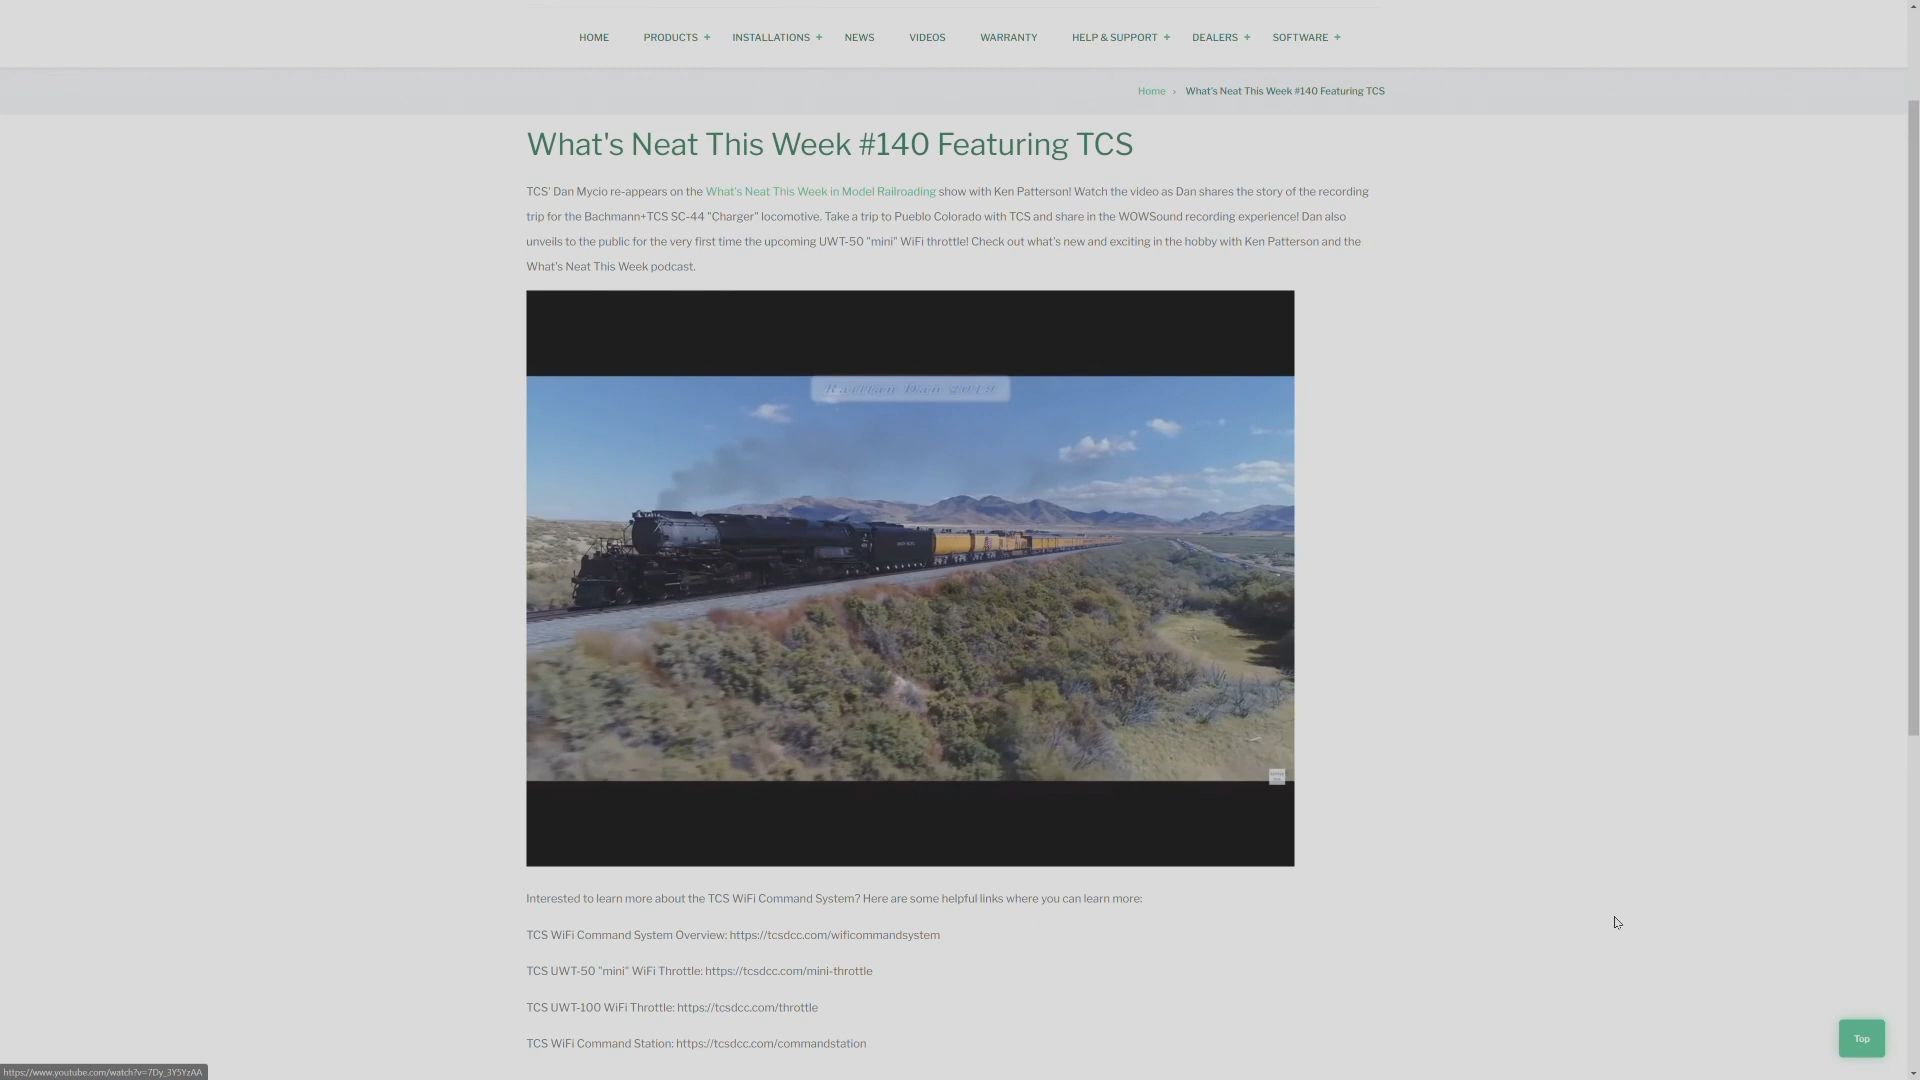 HOME PRODUCTS + INSTALLATIONS + NEWS VIDEOS WARRANTY HELP & SUPPORT + DEALERS + SOFTWARE +
Home › What's Neat This Week #140 Featuring TCS
What's Neat This Week #140 Featuring TCS
TCS' Dan Mycio re-appears on the What's Neat This Week in Model Railroading show with Ken Patterson! Watch the video as Dan shares the story of the recording
trip for the Bachmann+TCS SC-44 "Charger" locomotive. Take a trip to Pueblo Colorado with TCS and share in the WOWSound recording experience! Dan also
unveils to the public for the very first time the upcoming UWT-50 "mini" WiFi throttle! Check out what's new and exciting in the hobby with Ken Patterson and the
What's Neat This Week podcast.
Interested to learn more about the TCS WiFi Command System? Here are some helpful links where you can learn more:
TCS WiFi Command System Overview: https://tcsdcc.com/wificommandsystem
TCS UWT-50 "mini" WiFi Throttle: https://tcsdcc.com/mini-throttle
TCS UWT-100 WiFi Throttle: https://tcsdcc.com/throttle
TCS WiFi Command Station: https://tcsdcc.com/commandstation
Top
https://www.youtube.com/watch?v=7Dy_3Y5YzAA